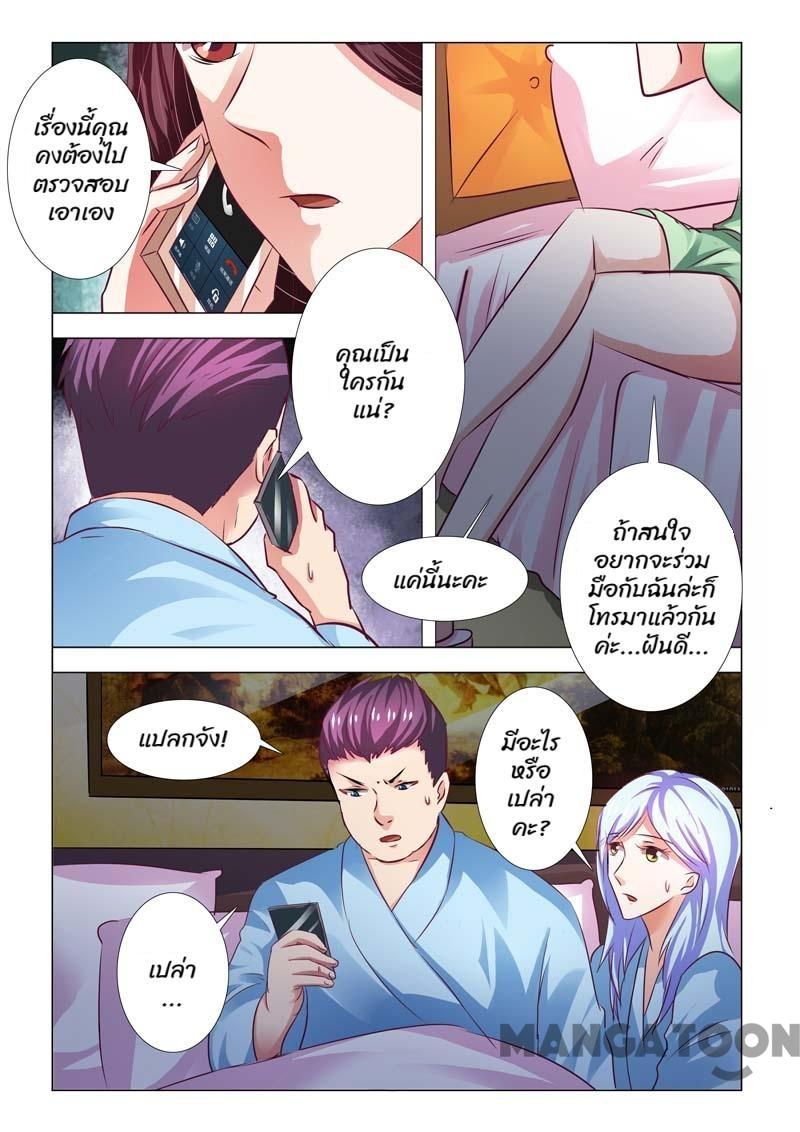 เรื่องนี้คุณ
คงต้องไป
ตรวจสอบ
เอาเอง
คุณเป็น
ใครกัน
แน่?
แค่นี้นะคะ
ถ้าสนใจ
อยากจะร่วม
มือกับฉันล่ะก็
โทรมาแล้วกัน
ค่ะ...ฝันดี...
แปลกจัง!
มีอะไร
หรือ
เปล่า
คะ?
เปล่า
...
MANGATOON